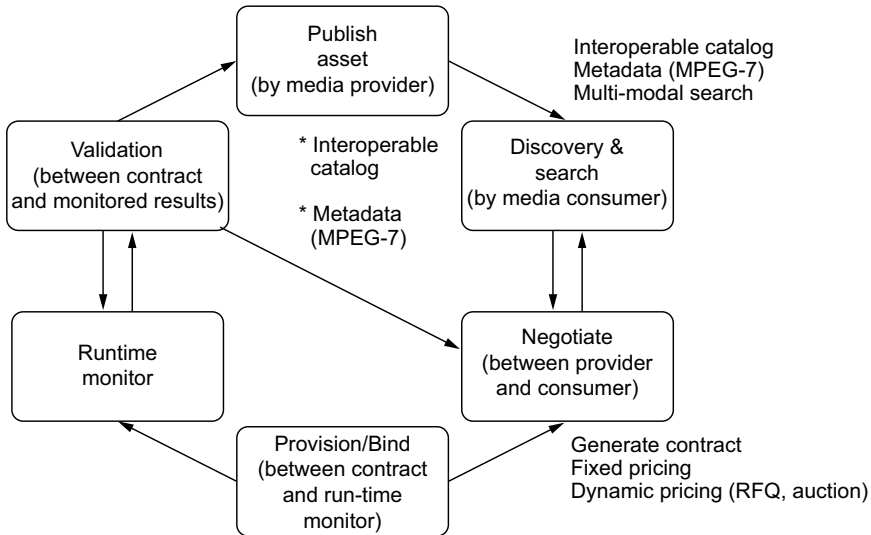 Publish
asset
(by media provider)
Interoperable catalog
Metadata (MPEG-7)
Multi-modal search
Validation
(between contract
and monitored results)
* Interoperable
catalog
* Metadata
(MPEG-7)
Discovery &
search
(by media consumer)
Runtime
monitor
Negotiate
(between provider
and consumer)
Provision/Bind
(between contract
and run-time
monitor)
Generate contract
Fixed pricing
Dynamic pricing (RFQ, auction)